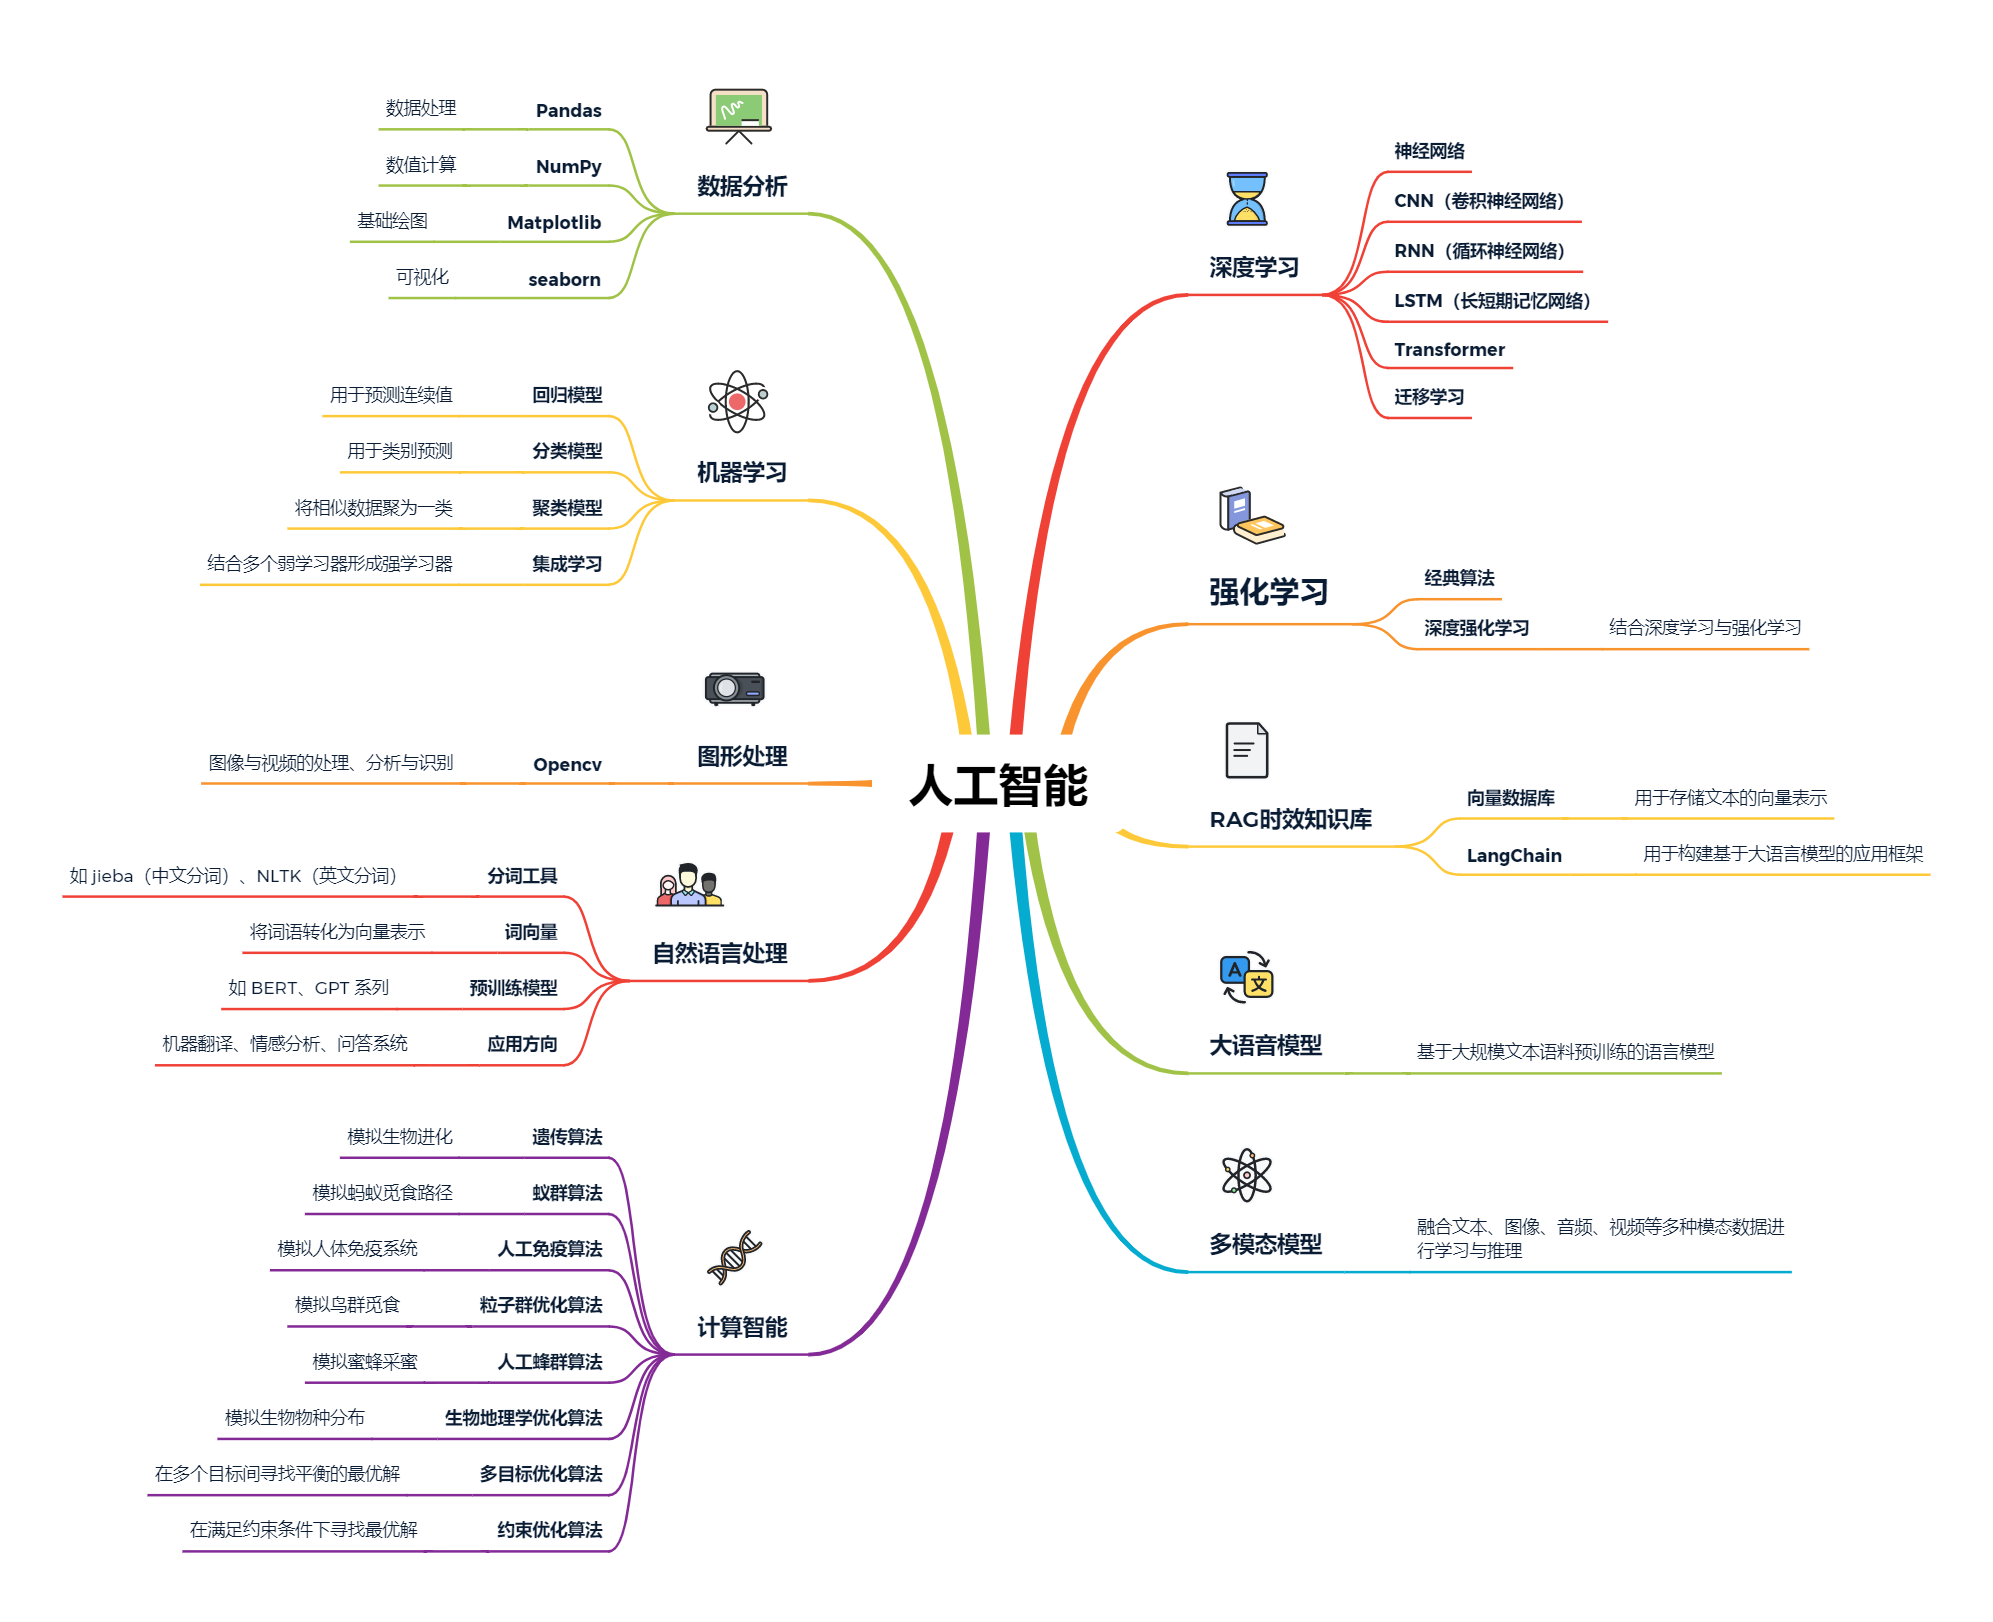 人工智能
数据分析
Pandas
数据处理
NumPy
数值计算
Matplotlib
基础绘图
seaborn
可视化
机器学习
回归模型
用于预测连续值
分类模型
用于类别预测
聚类模型
将相似数据聚为一类
集成学习
结合多个弱学习器形成强学习器
图形处理
Opencv
图像与视频的处理、分析与识别
自然语言处理
分词工具
如 jieba（中文分词）、NLTK（英文分词）
词向量
将词语转化为向量表示
预训练模型
如 BERT、GPT 系列
应用方向
机器翻译、情感分析、问答系统
计算智能
遗传算法
模拟生物进化
蚁群算法
模拟蚂蚁觅食路径
人工免疫算法
模拟人体免疫系统
粒子群优化算法
模拟鸟群觅食
人工蜂群算法
模拟蜜蜂采蜜
生物地理学优化算法
模拟生物物种分布
多目标优化算法
在多个目标间寻找平衡的最优解
约束优化算法
在满足约束条件下寻找最优解
深度学习
神经网络
CNN（卷积神经网络）
RNN（循环神经网络）
LSTM（长短期记忆网络）
Transformer
迁移学习
强化学习
经典算法
深度强化学习
结合深度学习与强化学习
RAG时效知识库
向量数据库
用于存储文本的向量表示
LangChain
用于构建基于大语言模型的应用框架
A
文
大语音模型
基于大规模文本语料预训练的语言模型
多模态模型
融合文本、图像、音频、视频等多种模态数据进
行学习与推理